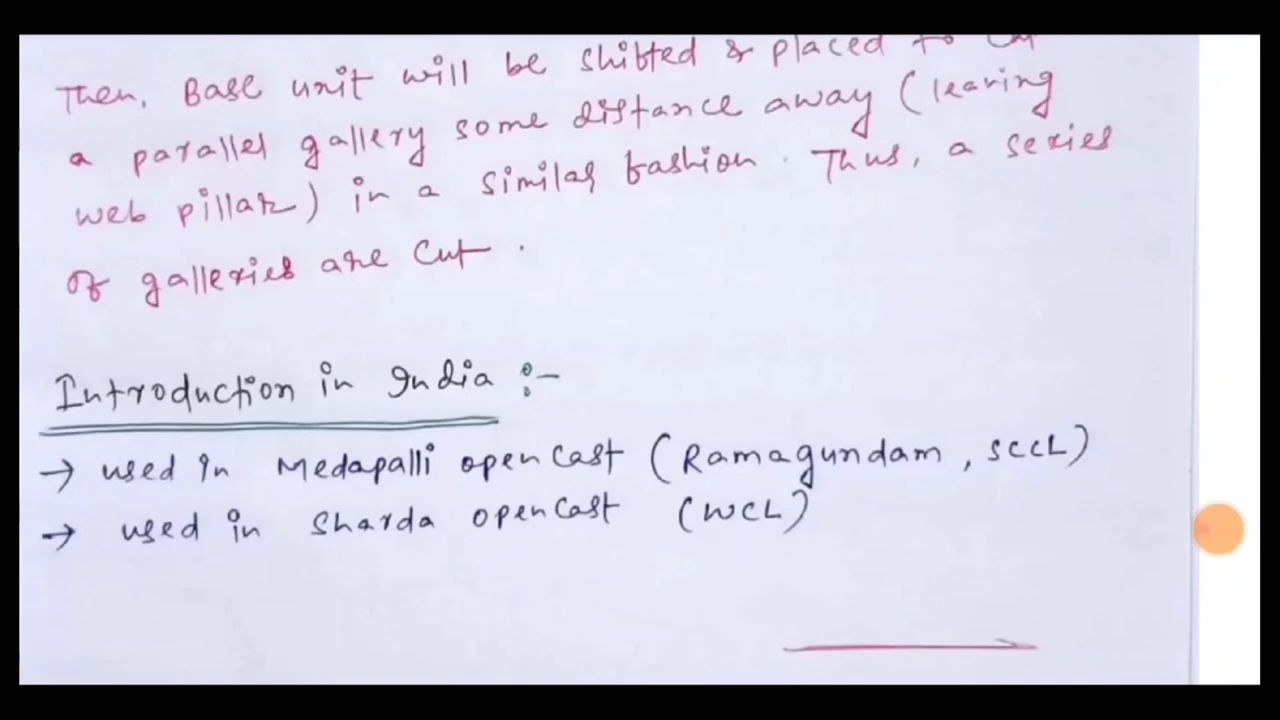 Then, Base unit will be shifted & placed to cut
a parallel gallery some distance away (leaving
web pillar) in a similar fashion. Thus, a series
of galleries are cut.
Introduction in India :-
→ used in Medapalli opencast (Ramagundam, SCCL)
→ used in Sharda opencast (WCL)